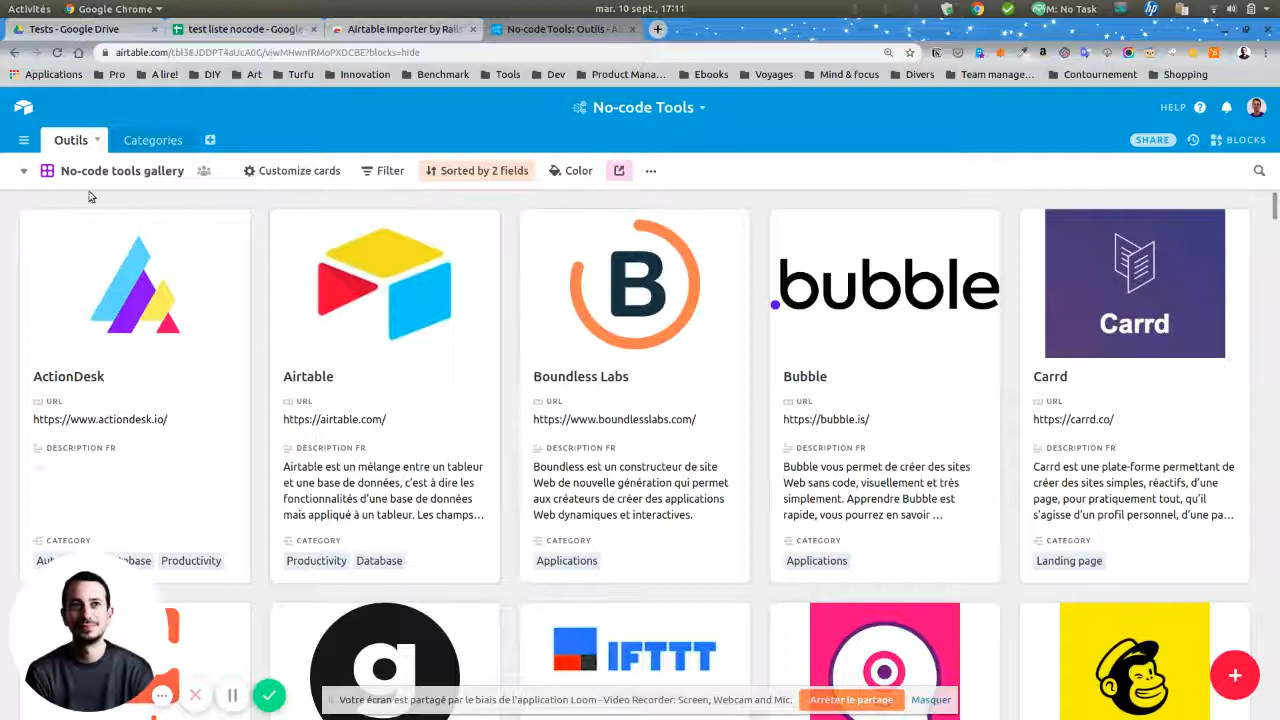 Activités Google Chrome mar. 10 sept., 17:11 M: No Task
Tests - Google Drive test liste nocode - Google Airtable Importer by Rails No-code Tools: Outils - Ai
airtable.com/tbl38JDDPT4aUcA0G/viwMHwnfRMoPXDCBE?blocks=hide
Applications Pro A lire! DIY Art Turfu Innovation Benchmark Tools Dev Product Mana... Ebooks Voyages Mind & focus Divers Team manage... Contournement Shopping
No-code Tools HELP
Outils Categories SHARE BLOCKS
No-code tools gallery Customize cards Filter Sorted by 2 fields Color
B .bubble Carrd
ActionDesk Airtable Boundless Labs Bubble Carrd
URL URL URL URL URL
https://www.actiondesk.io/ https://airtable.com/ https://www.boundlesslabs.com/ https://bubble.is/ https://carrd.co/
DESCRIPTION FR DESCRIPTION FR DESCRIPTION FR DESCRIPTION FR DESCRIPTION FR
Airtable est un mélange entre un tableur Boundless est un constructeur de site Bubble vous permet de créer des sites Carrd est une plate-forme permettant de
et une base de données, c'est à dire les Web de nouvelle génération qui permet Web sans code, visuellement et très créer des sites simples, réactifs, d'une
fonctionnalités d'une base de données aux créateurs de créer des applications simplement. Apprendre Bubble est page, pour pratiquement tout, qu'il
mais appliqué à un tableur. Les champs... Web dynamiques et interactives. rapide, vous pourrez en savoir ... s'agisse d'un profil personnel, d'une pa...
CATEGORY CATEGORY CATEGORY CATEGORY CATEGORY
Productivity Productivity Database Applications Applications Landing page
a IFTTT
Votre écran est partagé par le biais de l'application Loom - Video Recorder: Screen, Webcam and Mic. Arrêter le partage Masquer